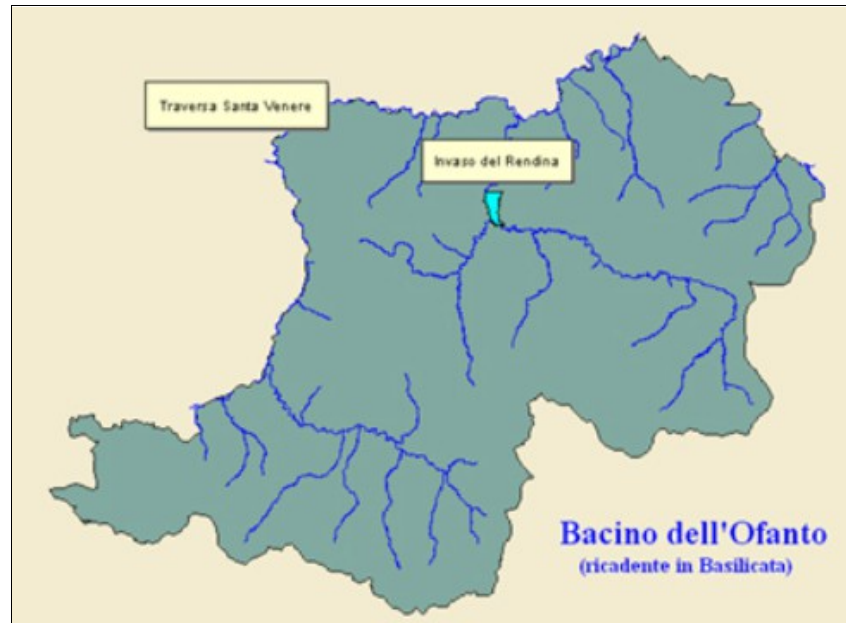 Traversa Santa Venere
Invaso del Rendina
Bacino dell'Ofanto
(ricadente in Basilicata)